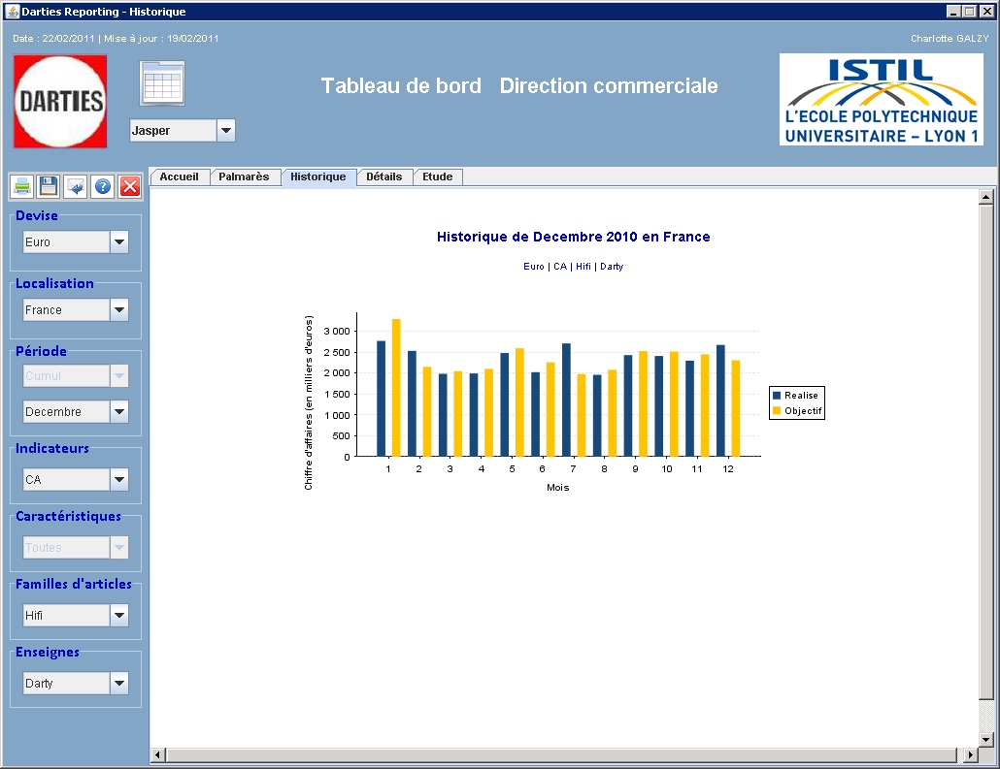 Darties Reporting - Historique
Date : 22/02/2011 | Mise à jour : 19/02/2011
Charlotte GALZY
DARTIES
Jasper
Tableau de bord Direction commerciale
ISTIL
L'ECOLE POLYTECHNIQUE
UNIVERSITAIRE – LYON 1
Accueil Palmarès Historique Détails Etude
Devise
Euro
Localisation
France
Période
Cumul
Decembre
Indicateurs
CA
Caractéristiques
Toutes
Familles d'articles
Hifi
Enseignes
Darty
Historique de Decembre 2010 en France
Euro | CA | Hifi | Darty
Chiffre d'affaires (en milliers d'euros)
3 000
2 500
2 000
1 500
1 000
500
0
1 2 3 4 5 6 7 8 9 10 11 12
Mois
Realise
Objectif